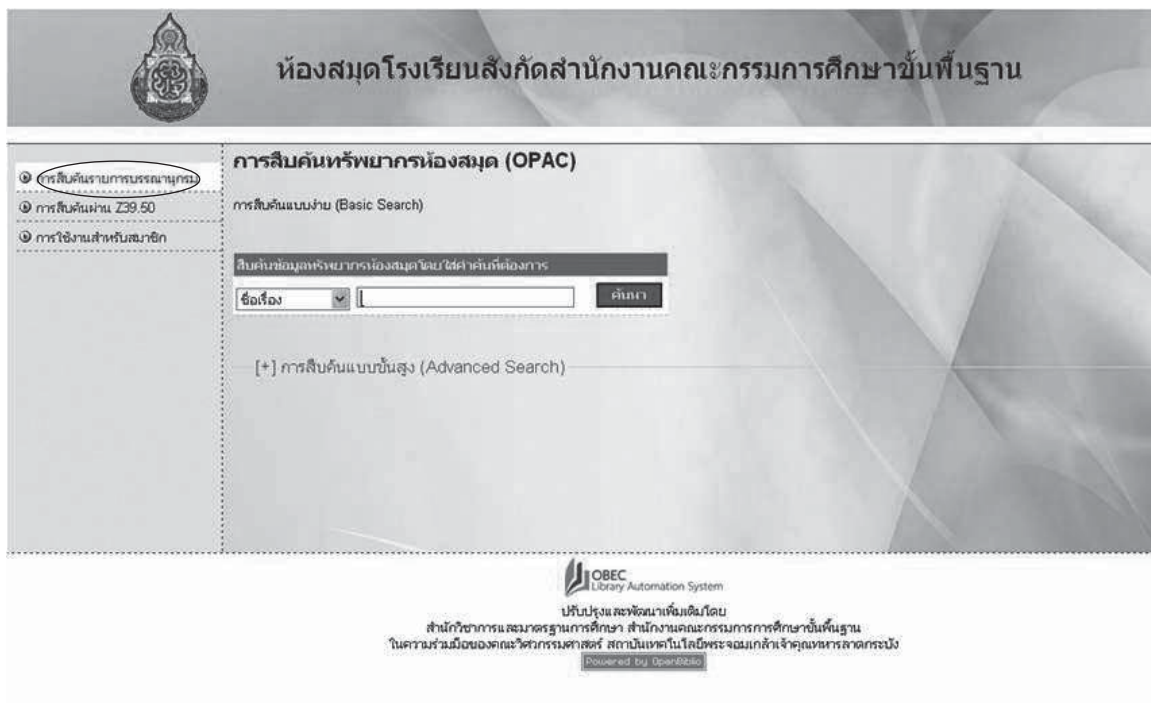 ห้องสมุดโรงเรียนสังกัดสำนักงานคณะกรรมการศึกษาขั้นพื้นฐาน
การสืบค้นรายการบรรณานุกรม
การสืบค้นผ่าน Z39.50
การใช้งานสำหรับสมาชิก
การสืบค้นทรัพยากรห้องสมุด (OPAC)
การสืบค้นแบบง่าย (Basic Search)
สืบค้นข้อมูลทรัพยากรห้องสมุดโดยใส่คำค้นที่ต้องการ
ชื่อเรื่อง ค้นหา
[+] การสืบค้นแบบขั้นสูง (Advanced Search)
OBEC
Library Automation System
ปรับปรุงและพัฒนาเพิ่มเติมโดย
สำนักวิชาการและมาตรฐานการศึกษา สำนักงานคณะกรรมการการศึกษาขั้นพื้นฐาน
ในความร่วมมือของคณะวิศวกรรมศาสตร์ สถาบันเทคโนโลยีพระจอมเกล้าเจ้าคุณทหารลาดกระบัง
Powered by OpenBiblio